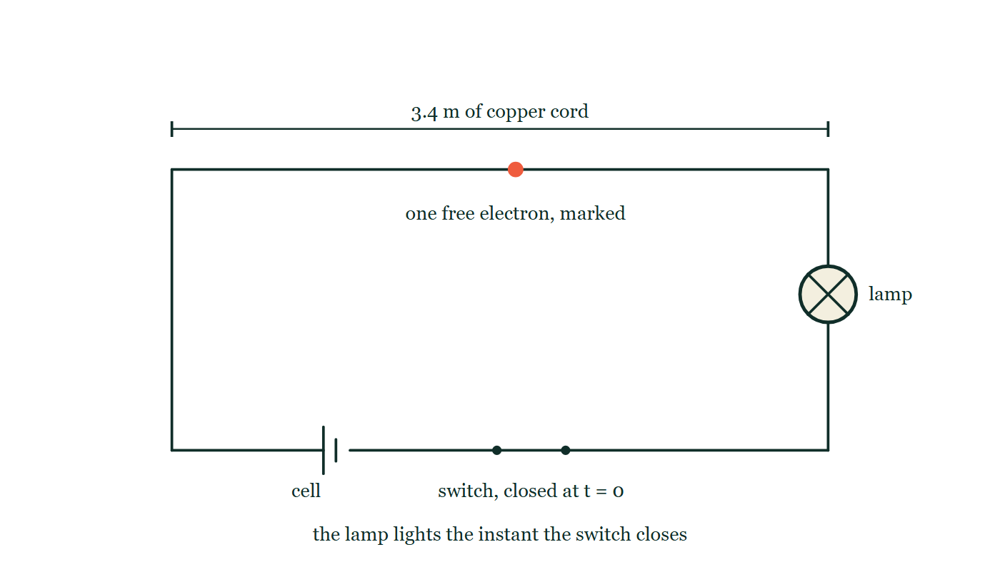 3.4 m of copper cord
one free electron, marked
lamp
cell
switch, closed at t = 0
the lamp lights the instant the switch closes